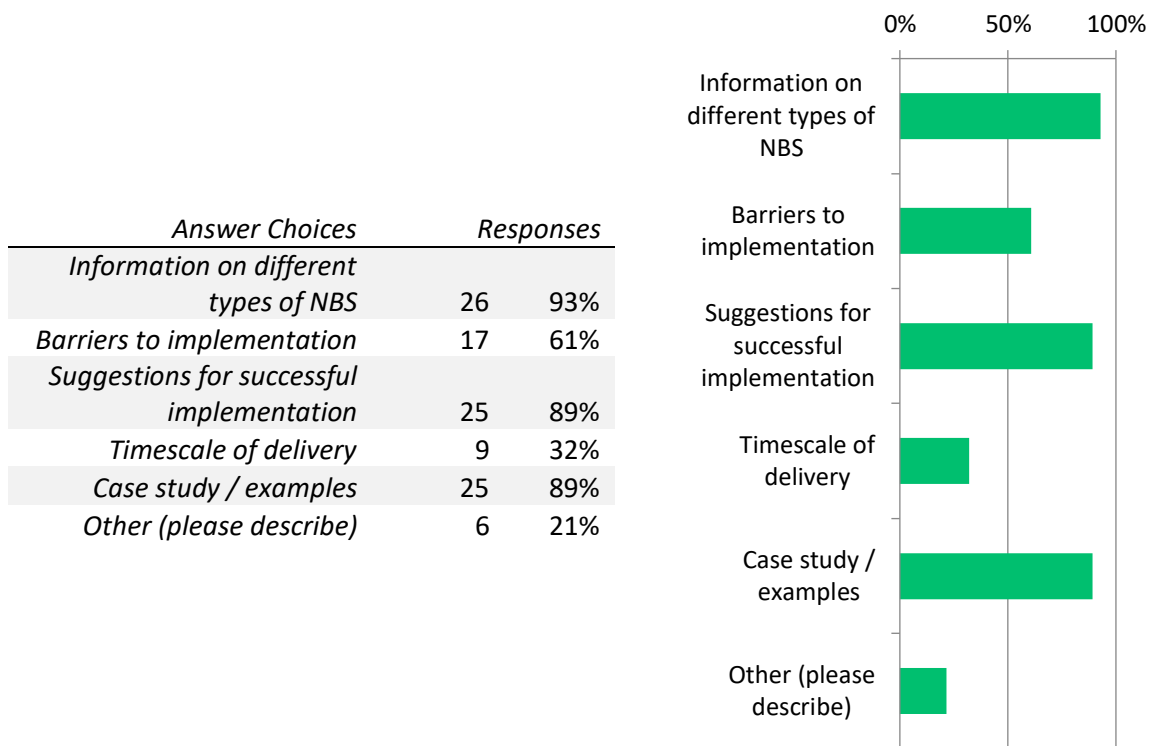 Answer Choices Responses
Information on different
types of NBS 26 93%
Barriers to implementation 17 61%
Suggestions for successful
implementation 25 89%
Timescale of delivery 9 32%
Case study / examples 25 89%
Other (please describe) 6 21%
0% 50% 100%
Information on
different types of
NBS
Barriers to
implementation
Suggestions for
successful
implementation
Timescale of
delivery
Case study /
examples
Other (please
describe)